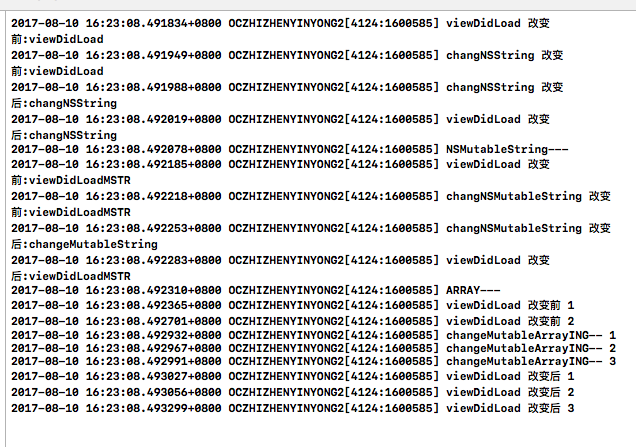 2017-08-10 16:23:08.491834+0800 OCZHIZHENYINYONG2[4124:1600585] viewDidLoad 改变
前:viewDidLoad
2017-08-10 16:23:08.491949+0800 OCZHIZHENYINYONG2[4124:1600585] changNSString 改变
前:viewDidLoad
2017-08-10 16:23:08.491988+0800 OCZHIZHENYINYONG2[4124:1600585] changNSString 改变
后:changNSString
2017-08-10 16:23:08.492019+0800 OCZHIZHENYINYONG2[4124:1600585] viewDidLoad 改变
后:changNSString
2017-08-10 16:23:08.492078+0800 OCZHIZHENYINYONG2[4124:1600585] NSMutableString---
2017-08-10 16:23:08.492185+0800 OCZHIZHENYINYONG2[4124:1600585] viewDidLoad 改变
前:viewDidLoadMSTR
2017-08-10 16:23:08.492218+0800 OCZHIZHENYINYONG2[4124:1600585] changNSMutableString 改变
前:viewDidLoadMSTR
2017-08-10 16:23:08.492253+0800 OCZHIZHENYINYONG2[4124:1600585] changNSMutableString 改变
后:changeMutableString
2017-08-10 16:23:08.492283+0800 OCZHIZHENYINYONG2[4124:1600585] viewDidLoad 改变
后:viewDidLoadMSTR
2017-08-10 16:23:08.492310+0800 OCZHIZHENYINYONG2[4124:1600585] ARRAY---
2017-08-10 16:23:08.492365+0800 OCZHIZHENYINYONG2[4124:1600585] viewDidLoad 改变前 1
2017-08-10 16:23:08.492701+0800 OCZHIZHENYINYONG2[4124:1600585] viewDidLoad 改变前 2
2017-08-10 16:23:08.492932+0800 OCZHIZHENYINYONG2[4124:1600585] changeMutableArrayING-- 1
2017-08-10 16:23:08.492967+0800 OCZHIZHENYINYONG2[4124:1600585] changeMutableArrayING-- 2
2017-08-10 16:23:08.492991+0800 OCZHIZHENYINYONG2[4124:1600585] changeMutableArrayING-- 3
2017-08-10 16:23:08.493027+0800 OCZHIZHENYINYONG2[4124:1600585] viewDidLoad 改变后 1
2017-08-10 16:23:08.493056+0800 OCZHIZHENYINYONG2[4124:1600585] viewDidLoad 改变后 2
2017-08-10 16:23:08.493299+0800 OCZHIZHENYINYONG2[4124:1600585] viewDidLoad 改变后 3